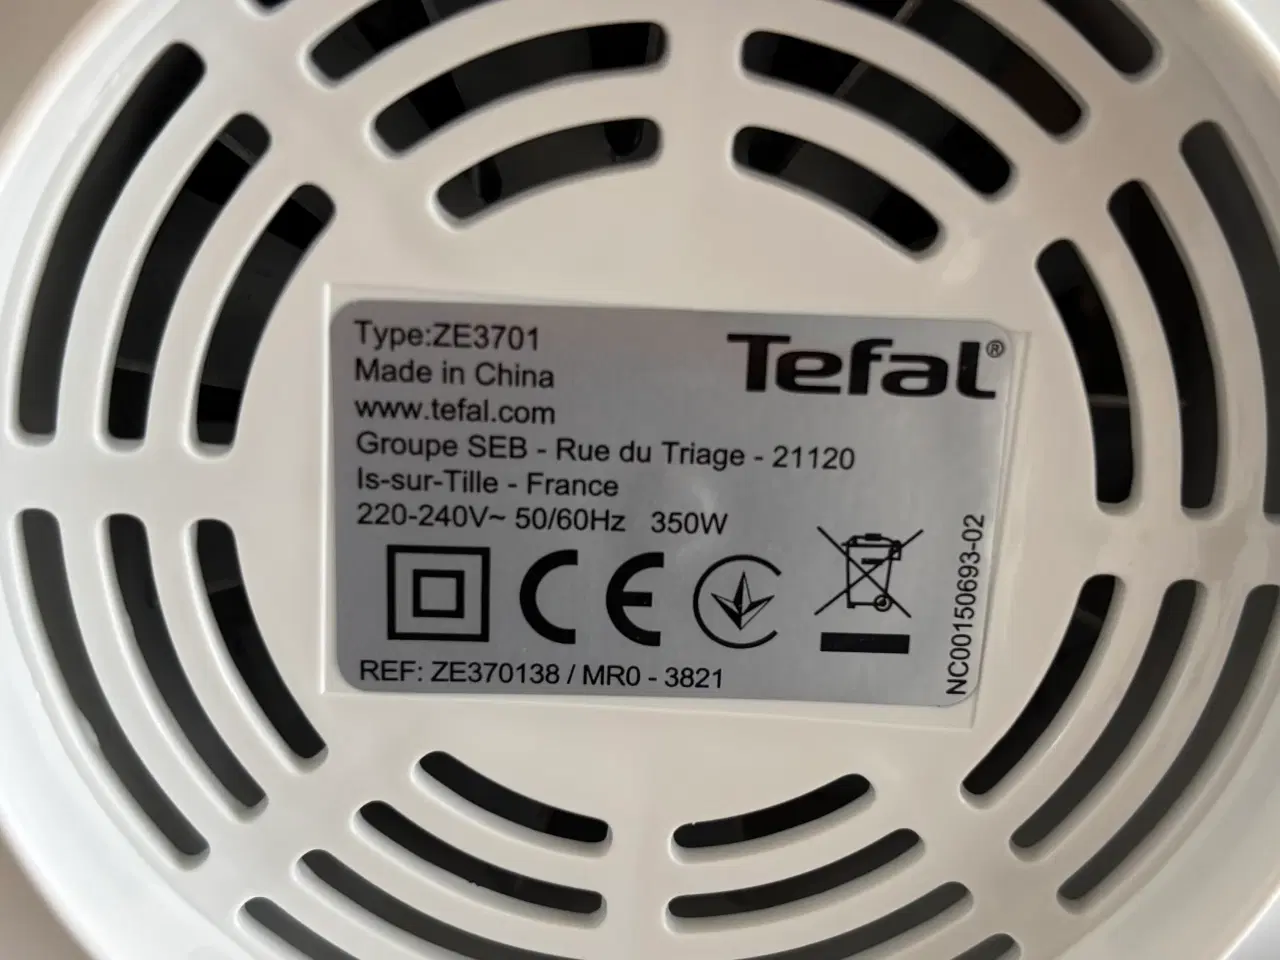 Type:ZE3701
Tefal®
Made in China
www.tefal.com
Groupe SEB - Rue du Triage - 21120
Is-sur-Tille - France
220-240V~ 50/60Hz 350W
CE
REF: ZE370138 / MR0 - 3821
NC00150693-02